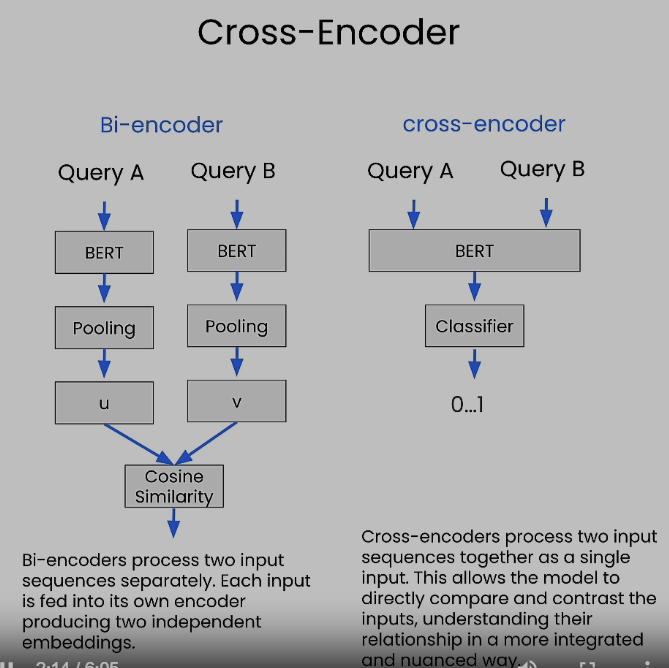 Cross-Encoder
Bi-encoder
Query A
Query B
BERT
BERT
Pooling
Pooling
u
v
Cosine
Similarity
Bi-encoders process two input
sequences separately. Each input
is fed into its own encoder
producing two independent
embeddings.
cross-encoder
Query A
Query B
BERT
Classifier
0...1
Cross-encoders process two input
sequences together as a single
input. This allows the model to
directly compare and contrast the
inputs, understanding their
relationship in a more integrated
and nuanced way.
2:14 / 6:05